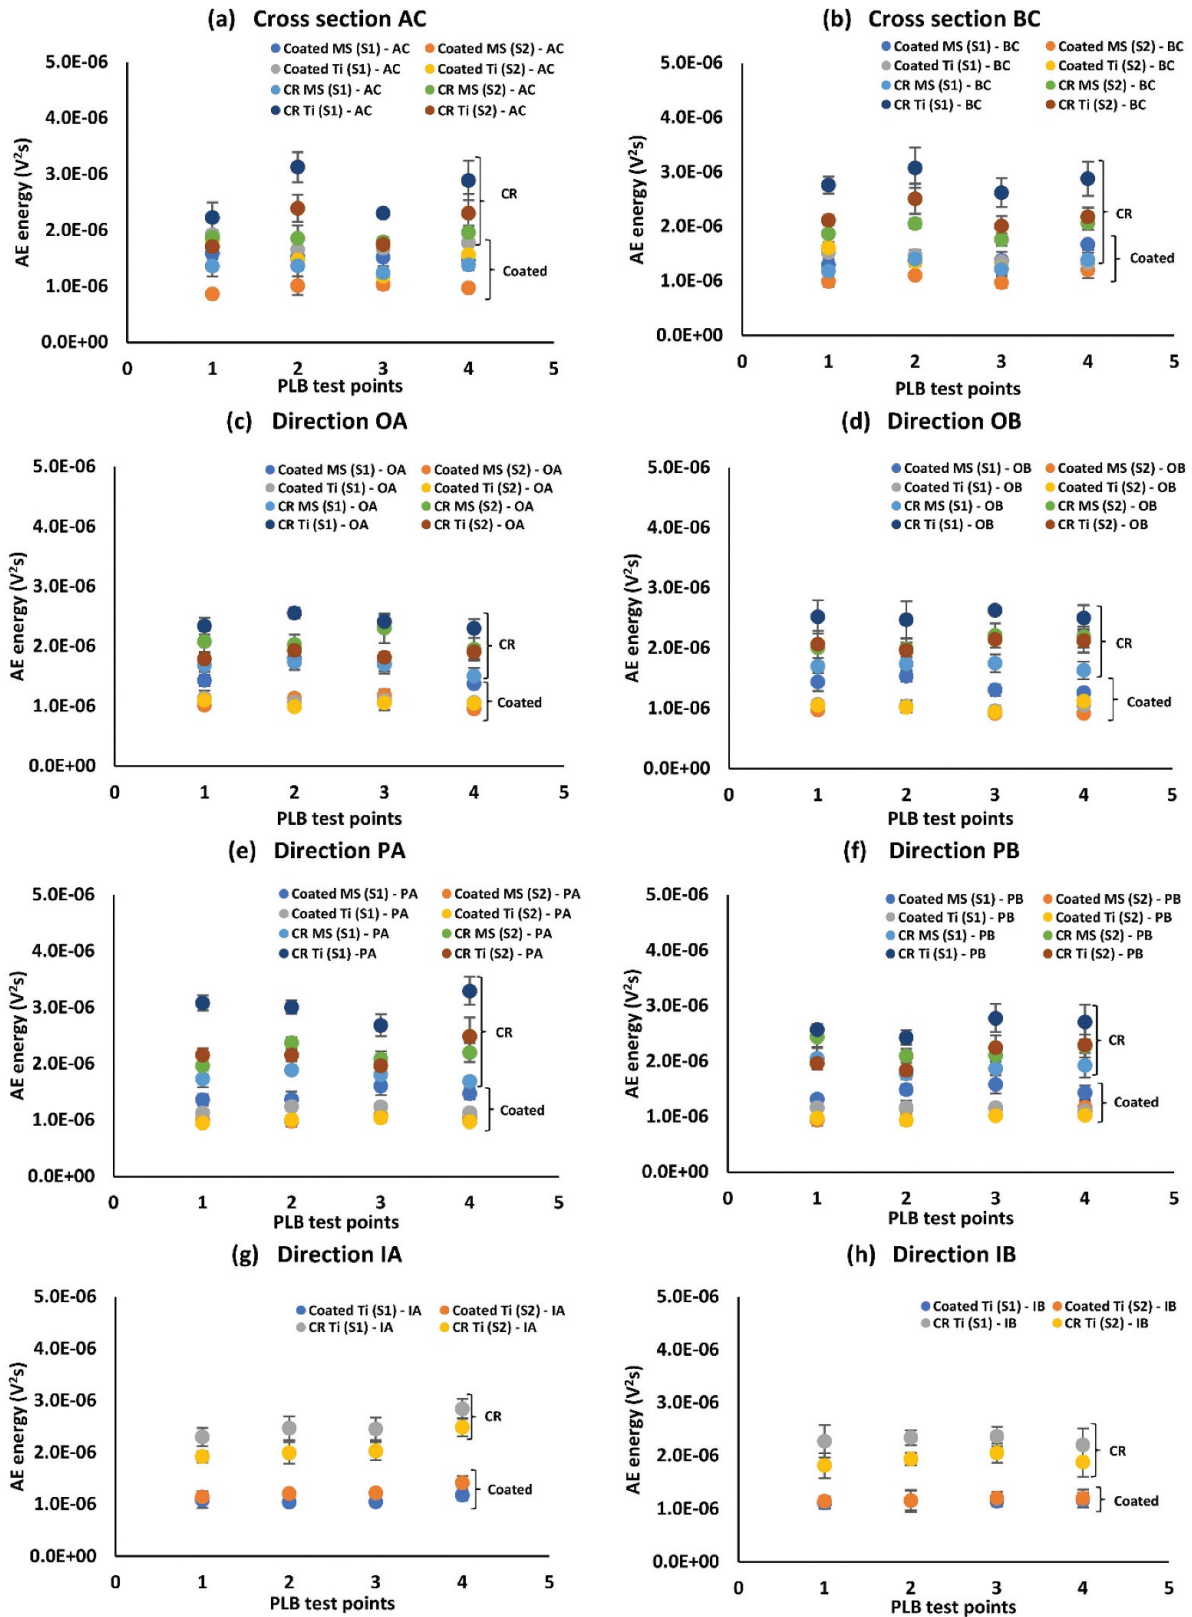 (a) Cross section AC
Coated MS (S1) - AC Coated MS (S2) - AC
Coated Ti (S1) - AC Coated Ti (S2) - AC
CR MS (S1) - AC CR MS (S2) - AC
CR Ti (S1) - AC CR Ti (S2) - AC
AE energy (V²s)
5.0E-06
4.0E-06
3.0E-06
2.0E-06
1.0E-06
0.0E+00
CR
Coated
0 1 2 3 4 5
PLB test points
(b) Cross section BC
Coated MS (S1) - BC Coated MS (S2) - BC
Coated Ti (S1) - BC Coated Ti (S2) - BC
CR MS (S1) - BC CR MS (S2) - BC
CR Ti (S1) - BC CR Ti (S2) - BC
AE energy (V²s)
5.0E-06
4.0E-06
3.0E-06
2.0E-06
1.0E-06
0.0E+00
CR
Coated
0 1 2 3 4 5
PLB test points
(c) Direction OA
Coated MS (S1) - OA Coated MS (S2) - OA
Coated Ti (S1) - OA Coated Ti (S2) - OA
CR MS (S1) - OA CR MS (S2) - OA
CR Ti (S1) - OA CR Ti (S2) - OA
AE energy (V²s)
5.0E-06
4.0E-06
3.0E-06
2.0E-06
1.0E-06
0.0E+00
CR
Coated
0 1 2 3 4 5
PLB test points
(d) Direction OB
Coated MS (S1) - OB Coated MS (S2) - OB
Coated Ti (S1) - OB Coated Ti (S2) - OB
CR MS (S1) - OB CR MS (S2) - OB
CR Ti (S1) - OB CR Ti (S2) - OB
AE energy (V²s)
5.0E-06
4.0E-06
3.0E-06
2.0E-06
1.0E-06
0.0E+00
CR
Coated
0 1 2 3 4 5
PLB test points
(e) Direction PA
Coated MS (S1) - PA Coated MS (S2) - PA
Coated Ti (S1) - PA Coated Ti (S2) - PA
CR MS (S1) - PA CR MS (S2) - PA
CR Ti (S1) -PA CR Ti (S2) - PA
AE energy (V²s)
5.0E-06
4.0E-06
3.0E-06
2.0E-06
1.0E-06
0.0E+00
CR
Coated
0 1 2 3 4 5
PLB test points
(f) Direction PB
Coated MS (S1) - PB Coated MS (S2) - PB
Coated Ti (S1) - PB Coated Ti (S2) - PB
CR MS (S1) - PB CR MS (S2) - PB
CR Ti (S1) - PB CR Ti (S2) - PB
AE energy (V²s)
5.0E-06
4.0E-06
3.0E-06
2.0E-06
1.0E-06
0.0E+00
CR
Coated
0 1 2 3 4 5
PLB test points
(g) Direction IA
Coated Ti (S1) - IA Coated Ti (S2) - IA
CR Ti (S1) - IA CR Ti (S2) - IA
AE energy (V²s)
5.0E-06
4.0E-06
3.0E-06
2.0E-06
1.0E-06
0.0E+00
CR
Coated
0 1 2 3 4 5
PLB test points
(h) Direction IB
Coated Ti (S1) - IB Coated Ti (S2) - IB
CR Ti (S1) - IB CR Ti (S2) - IB
AE energy (V²s)
5.0E-06
4.0E-06
3.0E-06
2.0E-06
1.0E-06
0.0E+00
CR
Coated
0 1 2 3 4 5
PLB test points